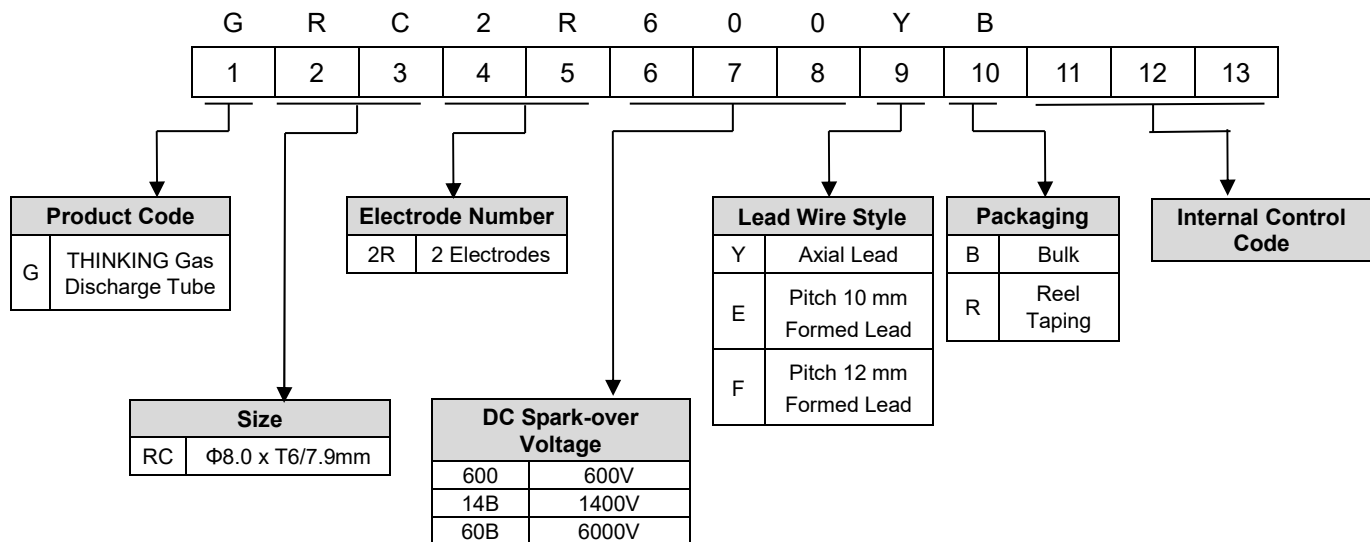 G R C 2 R 6 0 0 Y B
1 2 3 4 5 6 7 8 9 10 11 12 13
Product Code
G THINKING Gas
Discharge Tube
Electrode Number
2R 2 Electrodes
Lead Wire Style
Y Axial Lead
E Pitch 10 mm
Formed Lead
F Pitch 12 mm
Formed Lead
Packaging
B Bulk
R Reel
Taping
Internal Control
Code
Size
RC Φ8.0 x T6/7.9mm
DC Spark-over
Voltage
600 600V
14B 1400V
60B 6000V